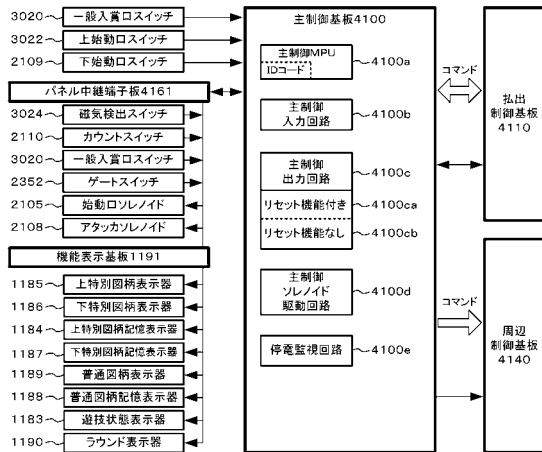 3020 一般入賞口スイッチ
3022 上始動口スイッチ
2109 下始動口スイッチ
パネル中継端子板4161
3024 磁気検出スイッチ
2110 カウントスイッチ
3020 一般入賞口スイッチ
2352 ゲートスイッチ
2105 始動口ソレノイド
2108 アタッカソレノイド
機能表示基板1191
1185 上特別図柄表示器
1186 下特別図柄表示器
1184 上特別図柄記憶表示器
1187 下特別図柄記憶表示器
1189 普通図柄表示器
1188 普通図柄記憶表示器
1183 遊技状態表示器
1190 ラウンド表示器
主制御基板4100
主制御MPU
IDコード
4100a
主制御
入力回路
4100b
主制御
出力回路
4100c
リセット機能付き
4100ca
リセット機能なし
4100cb
主制御
ソレノイド
駆動回路
4100d
停電監視回路
4100e
コマンド
払出
制御基板
4110
コマンド
周辺
制御基板
4140